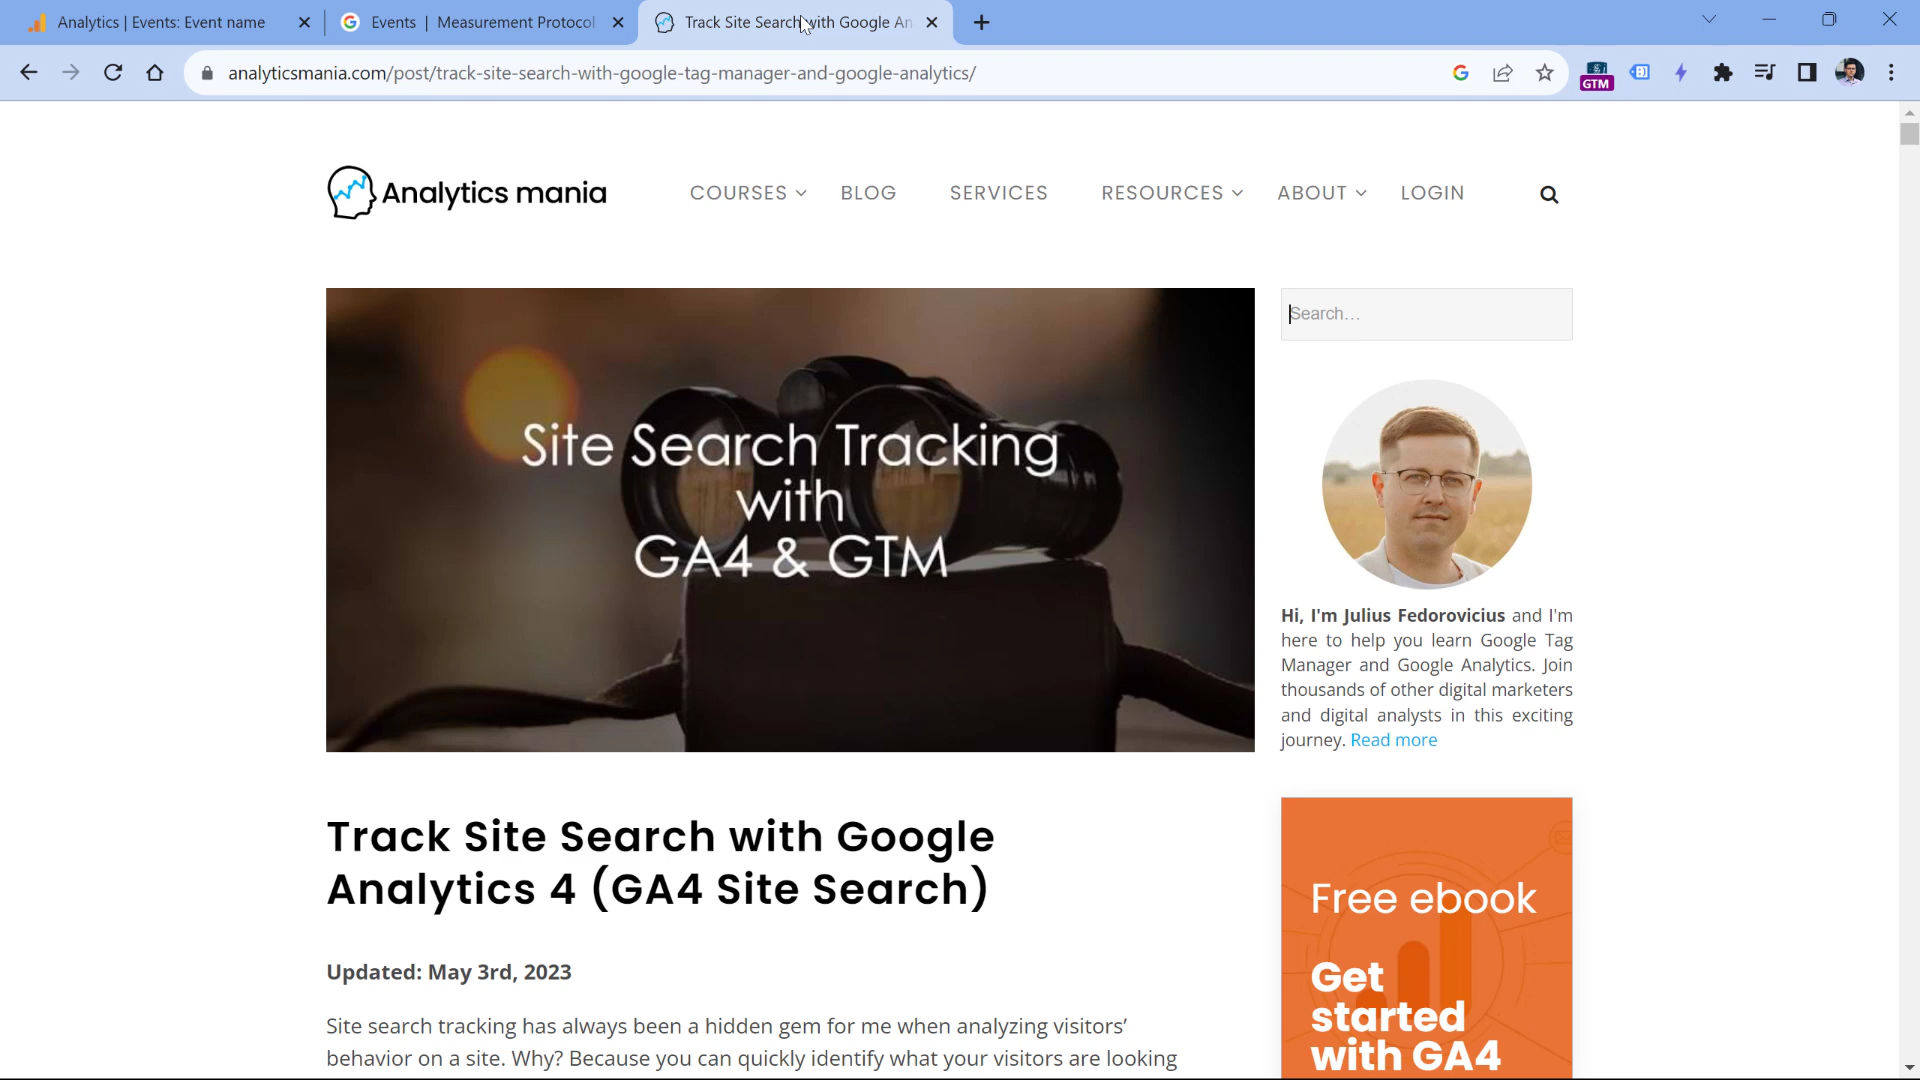 Analytics | Events: Event name
Events | Measurement Protocol
Track Site Search with Google An
analyticsmania.com/post/track-site-search-with-google-tag-manager-and-google-analytics/
GTM
Analytics mania
COURSES
BLOG
SERVICES
RESOURCES
ABOUT
LOGIN
Site Search Tracking
with
GA4 & GTM
Search...
Hi, I'm Julius Fedorovicius and I'm
here to help you learn Google Tag
Manager and Google Analytics. Join
thousands of other digital marketers
and digital analysts in this exciting
journey. Read more
Track Site Search with Google
Analytics 4 (GA4 Site Search)
Updated: May 3rd, 2023
Site search tracking has always been a hidden gem for me when analyzing visitors’
behavior on a site. Why? Because you can quickly identify what your visitors are looking
Free ebook
Get
started
with GA4